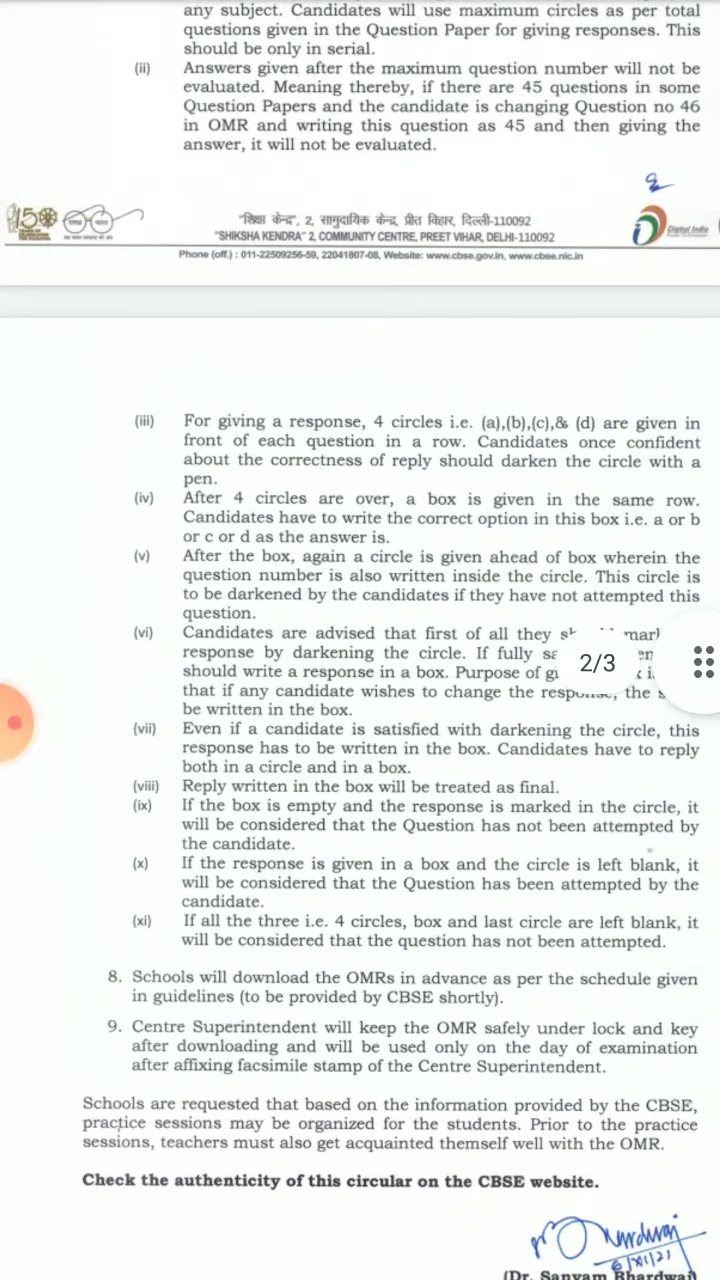 any subject. Candidates will use maximum circles as per total
questions given in the Question Paper for giving responses. This
should be only in serial.
(ii) Answers given after the maximum question number will not be
evaluated. Meaning thereby, if there are 45 questions in some
Question Papers and the candidate is changing Question no 46
in OMR and writing this question as 45 and then giving the
answer, it will not be evaluated.
150
"शिक्षा केन्द्र", 2, सामुदायिक केन्द्र, प्रीत विहार, दिल्ली-110092
"SHIKSHA KENDRA" 2, COMMUNITY CENTRE, PREET VIHAR, DELHI-110092
Digital India
Phone (off.) : 011-22509256-59, 22041807-08, Website: www.cbse.gov.in, www.cbse.nic.in
(iii) For giving a response, 4 circles i.e. (a),(b),(c),& (d) are given in
front of each question in a row. Candidates once confident
about the correctness of reply should darken the circle with a
pen.
(iv) After 4 circles are over, a box is given in the same row.
Candidates have to write the correct option in this box i.e. a or b
or c or d as the answer is.
(v) After the box, again a circle is given ahead of box wherein the
question number is also written inside the circle. This circle is
to be darkened by the candidates if they have not attempted this
question.
(vi) Candidates are advised that first of all they
response by darkening the circle. If fully
2/3
should write a response in a box. Purpose of
that if any candidate wishes to change the the
be written in the box.
(vii) Even if a candidate is satisfied with darkening the circle, this
response has to be written in the box. Candidates have to reply
both in a circle and in a box.
(viii) Reply written in the box will be treated as final.
(ix) If the box is empty and the response is marked in the circle, it
will be considered that the Question has not been attempted by
the candidate.
(x) If the response is given in a box and the circle is left blank, it
will be considered that the Question has been attempted by the
candidate.
(xi) If all the three i.e. 4 circles, box and last circle are left blank, it
will be considered that the question has not been attempted.
8. Schools will download the OMRs in advance as per the schedule given
in guidelines (to be provided by CBSE shortly).
9. Centre Superintendent will keep the OMR safely under lock and key
after downloading and will be used only on the day of examination
after affixing facsimile stamp of the Centre Superintendent.
Schools are requested that based on the information provided by the CBSE,
practice sessions may be organized for the students. Prior to the practice
sessions, teachers must also get acquainted themself well with the OMR.
Check the authenticity of this circular on the CBSE website.
(Dr. Sanyam Bhardwaj)